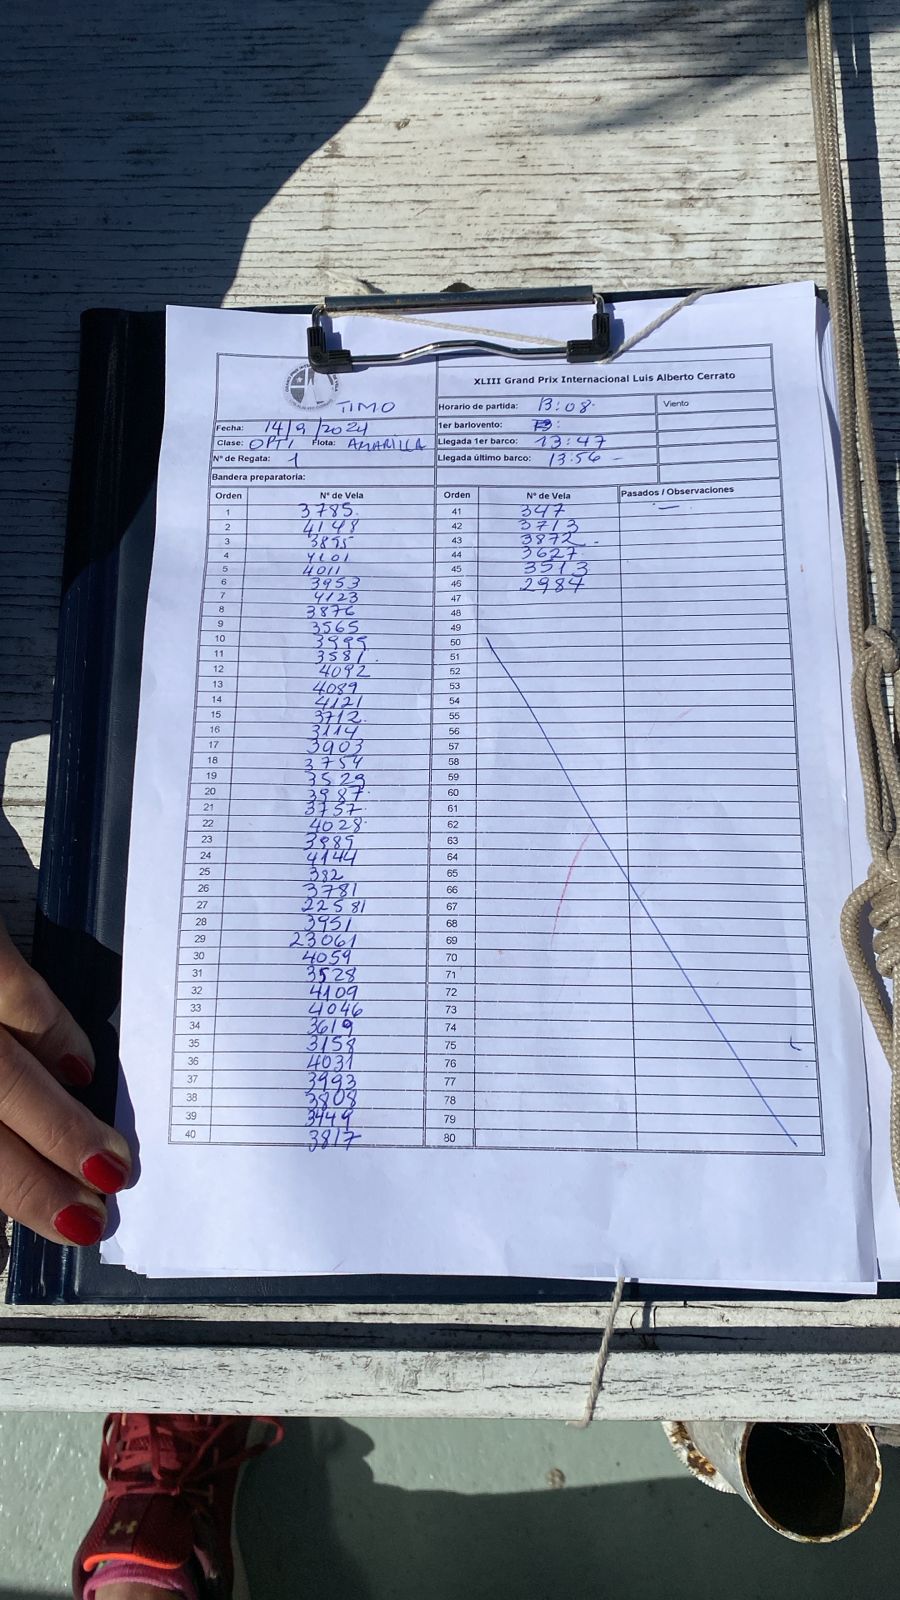 XLIII Grand Prix Internacional Luis Alberto Cerrato
TIMO
Horario de partida: 13:08
Viento
Fecha: 14/9/2024
1er barlovento:
Clase: OPTI Flota: AMARILLA
Llegada 1er barco: 13:47
N° de Regata: 1
Llegada último barco: 13:56
Bandera preparatoria:
Orden N° de Vela Orden N° de Vela Pasados / Observaciones
1 3785 41 347 —
2 4148 42 3713
3 3895 43 3872
4 4101 44 3627
5 4011 45 3513
6 3953 46 2984
7 4123 47
8 3876 48
9 3565 49
10 3999 50
11 3581 51
12 4092 52
13 4089 53
14 4121 54
15 3712 55
16 3114 56
17 3903 57
18 3754 58
19 3529 59
20 3987 60
21 3757 61
22 4028 62
23 3989 63
24 4144 64
25 382 65
26 3781 66
27 22581 67
28 3951 68
29 23061 69
30 4059 70
31 3528 71
32 4109 72
33 4046 73
34 3619 74
35 3158 75
36 4031 76
37 3993 77
38 3808 78
39 3449 79
40 3817 80